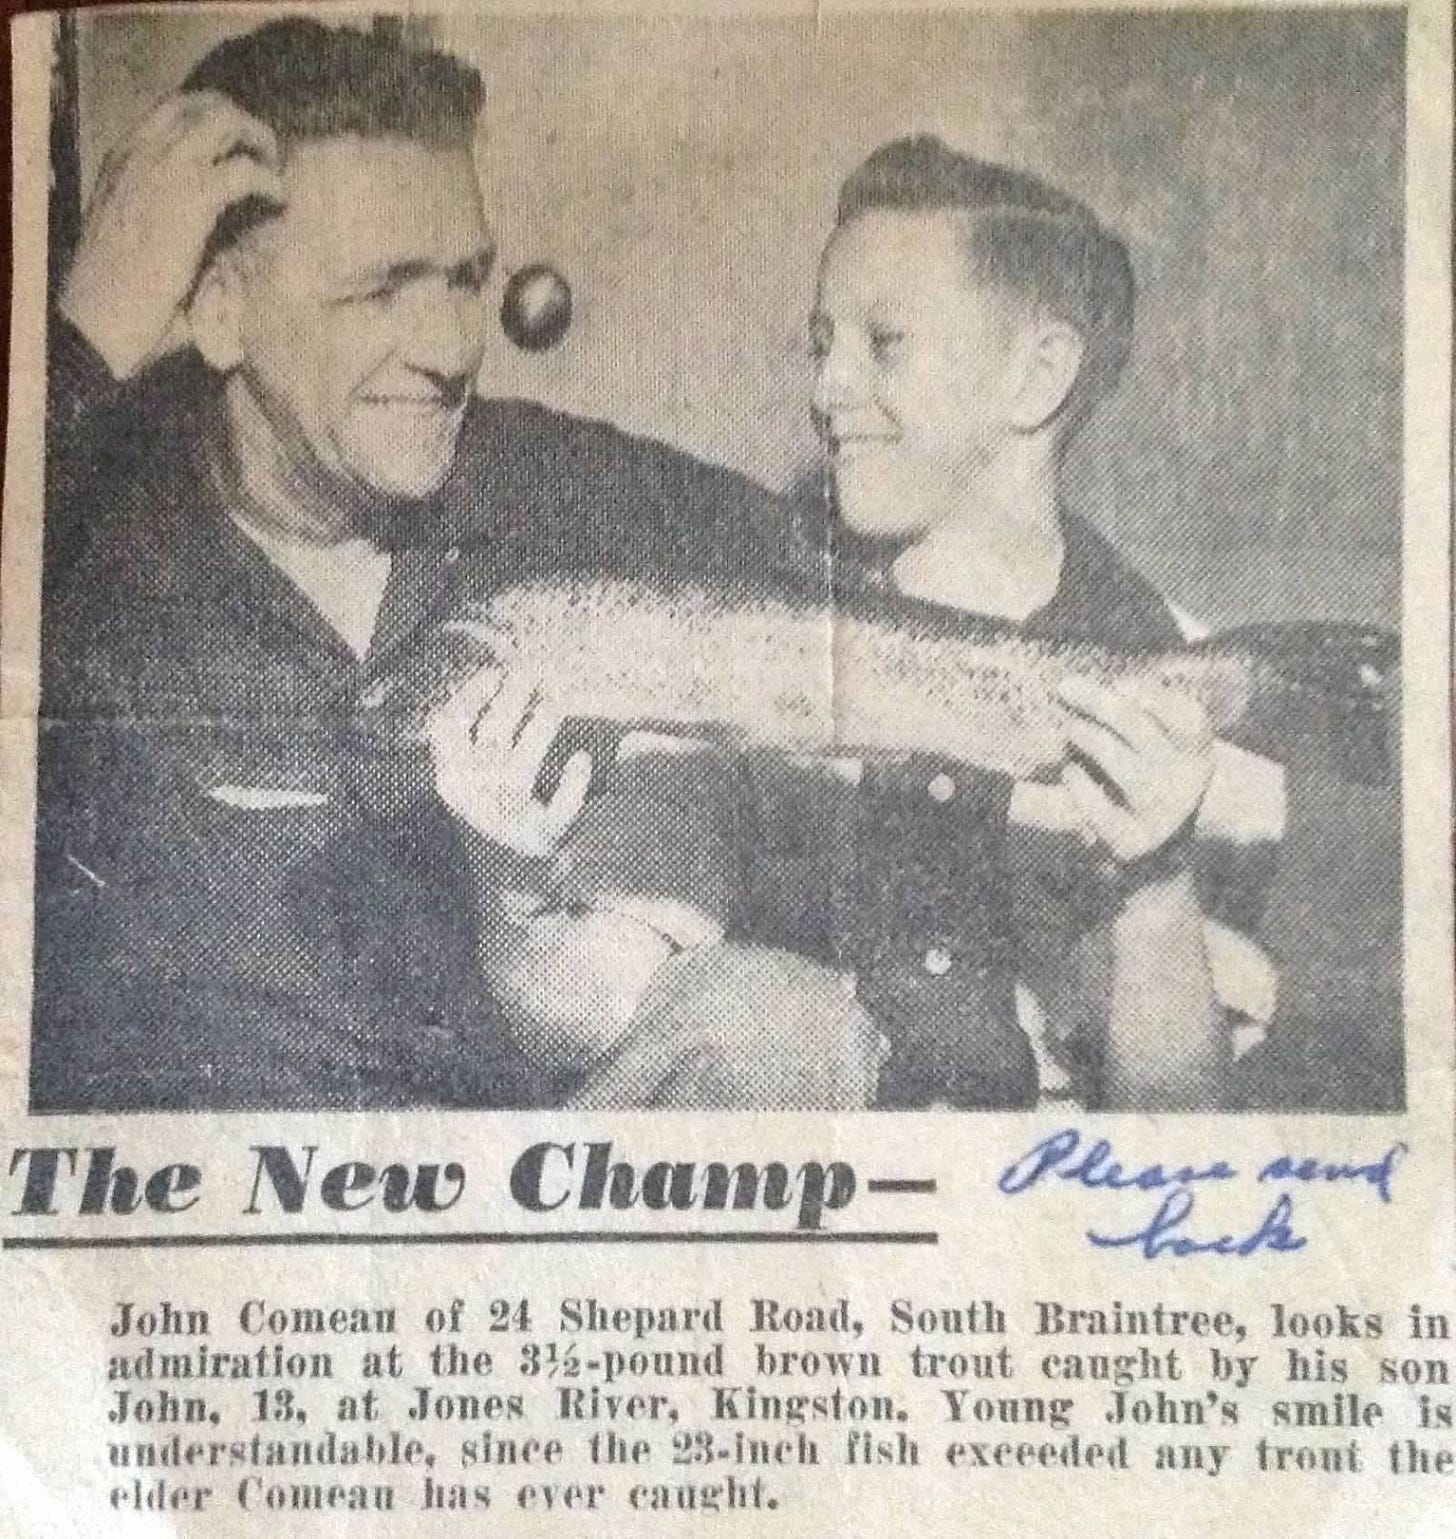 The New Champ—
Please send
back
John Comeau of 24 Shepard Road, South Braintree, looks in
admiration at the 3½-pound brown trout caught by his son
John, 13, at Jones River, Kingston. Young John's smile is
understandable, since the 23-inch fish exceeded any trout the
elder Comeau has ever caught.